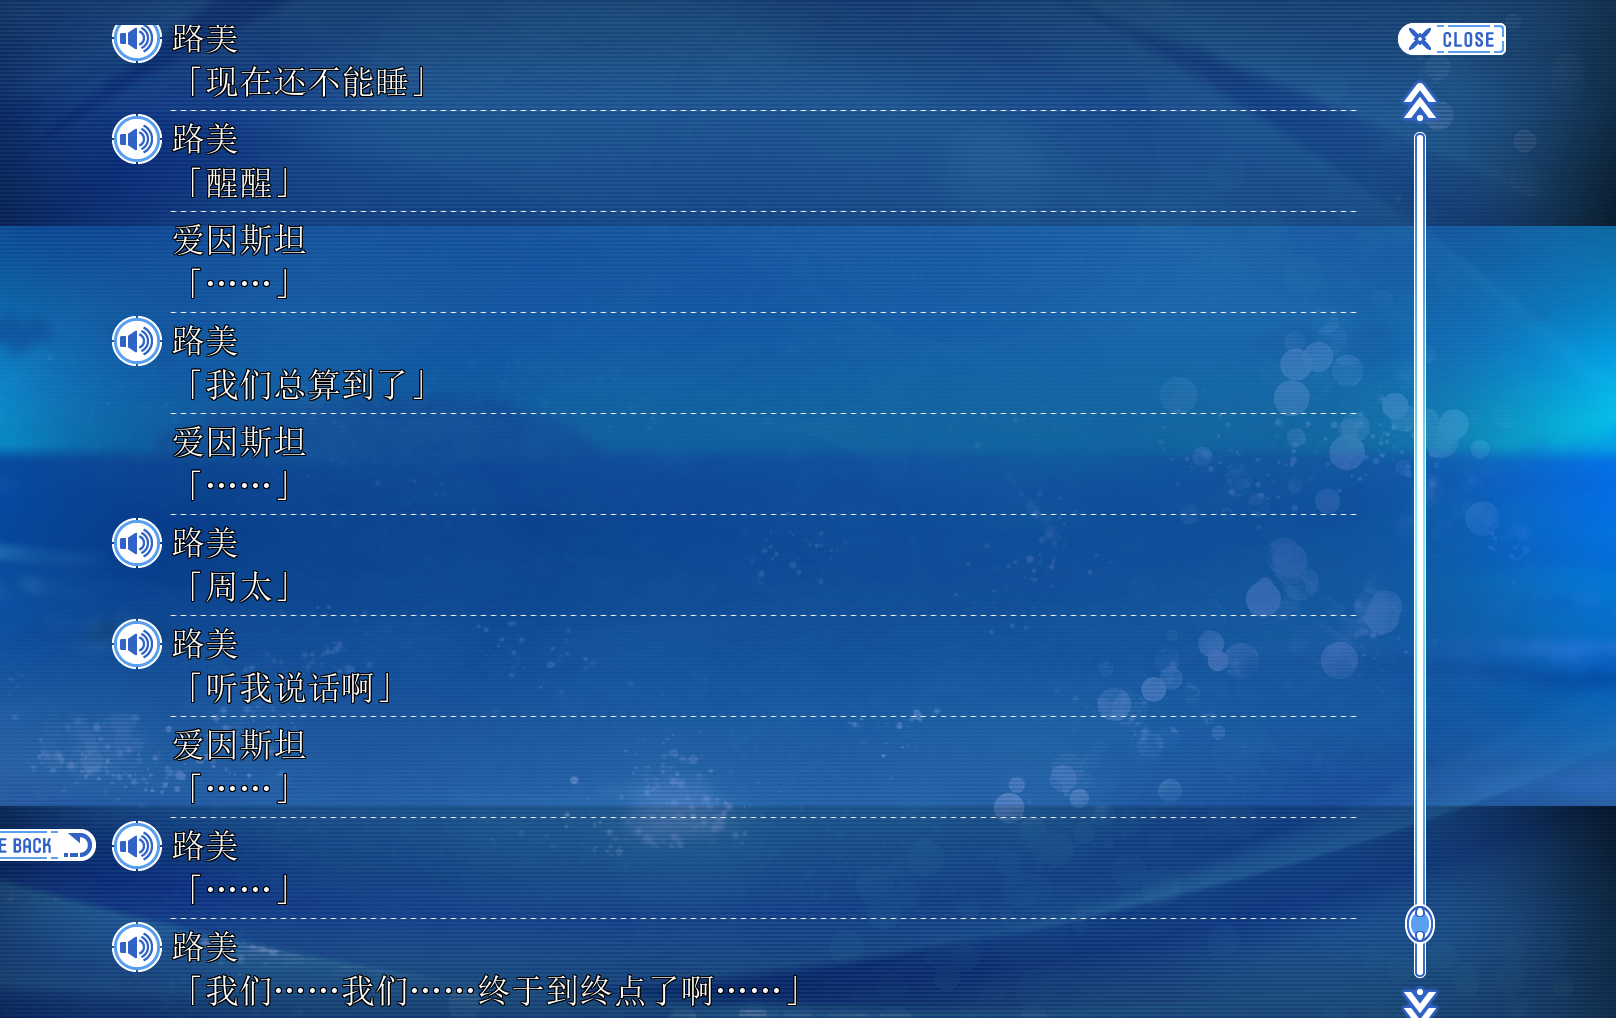 路美
「现在还不能睡」
CLOSE
路美
「醒醒」
爱因斯坦
「……」
路美
「我们总算到了」
爱因斯坦
「……」
路美
「周太」
路美
「听我说话啊」
爱因斯坦
「……」
E BACK
路美
「……」
路美
「我们……我们……终于到终点了啊……」